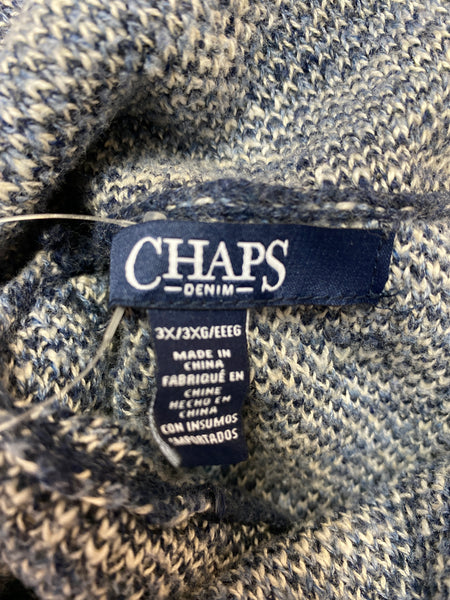 CHAPS
DENIM
3X/3XG/EEEG
MADE IN
CHINA
FABRIQUÉ EN
CHINE
HECHO EN
CHINA
CON INSUMOS
IMPORTADOS